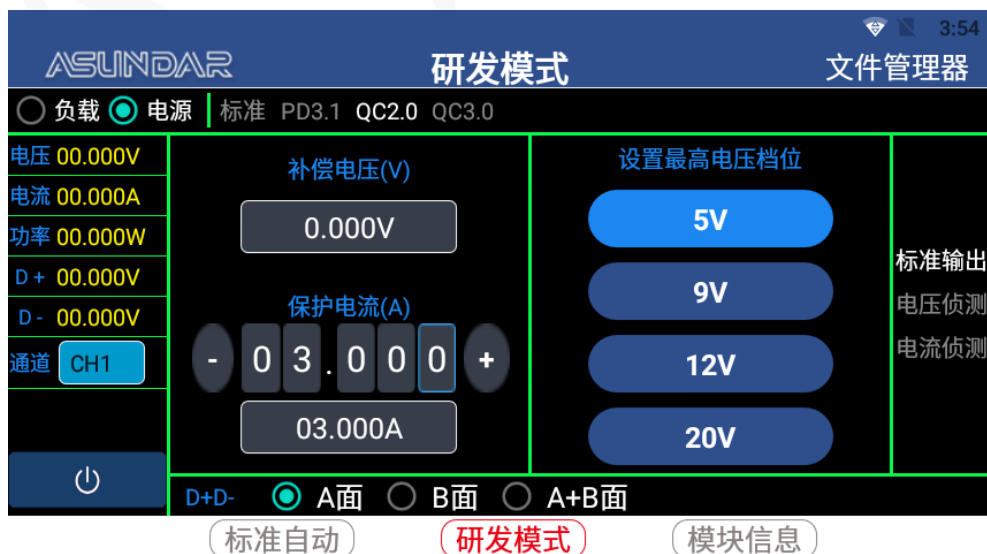 3:54
ASUNDAR 研发模式 文件管理器
负载 电源 标准 PD3.1 QC2.0 QC3.0
电压 00.000V
电流 00.000A
功率 00.000W
D+ 00.000V
D- 00.000V
通道 CH1
补偿电压(V)
0.000V
保护电流(A)
- 0 3 . 0 0 0 +
03.000A
设置最高电压档位
5V
9V
12V
20V
标准输出
电压侦测
电流侦测
D+D- A面 B面 A+B面
标准自动 研发模式 模块信息